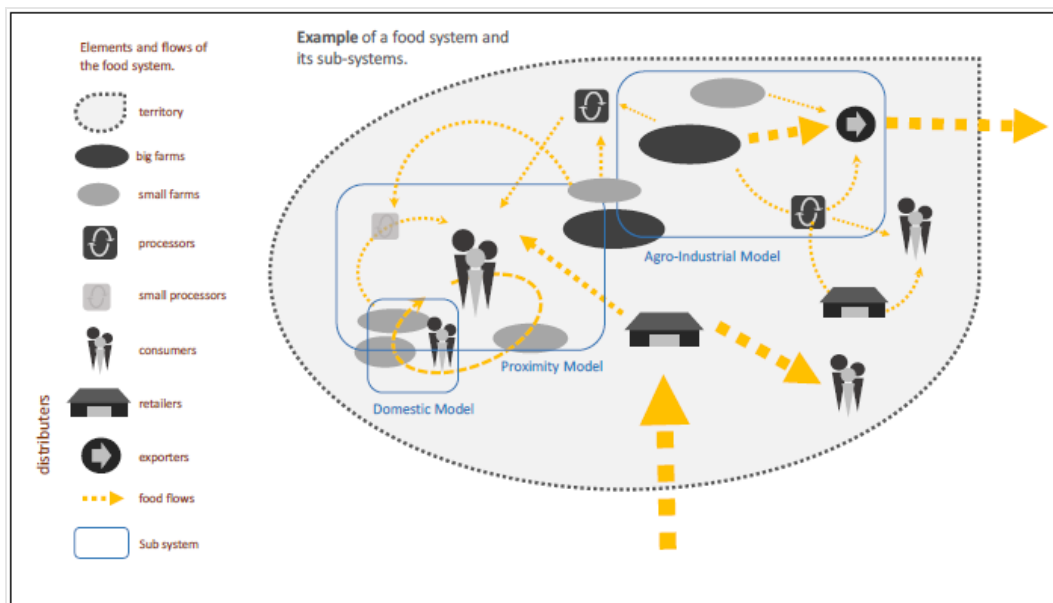 Elements and flows of
the food system.
territory
big farms
small farms
processors
small processors
consumers
retailers
exporters
food flows
Sub system
distributers
Example of a food system and
its sub-systems.
Agro-Industrial Model
Proximity Model
Domestic Model